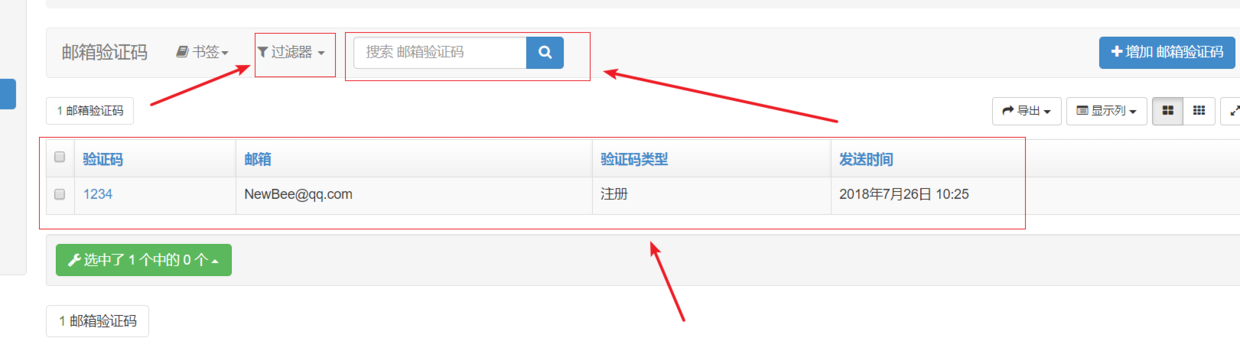 邮箱验证码 书签 过滤器 搜索 邮箱验证码 增加 邮箱验证码
1 邮箱验证码 导出 显示列
验证码 邮箱 验证码类型 发送时间
1234 NewBee@qq.com 注册 2018年7月26日 10:25
选中了 1 个中的 0 个
1 邮箱验证码